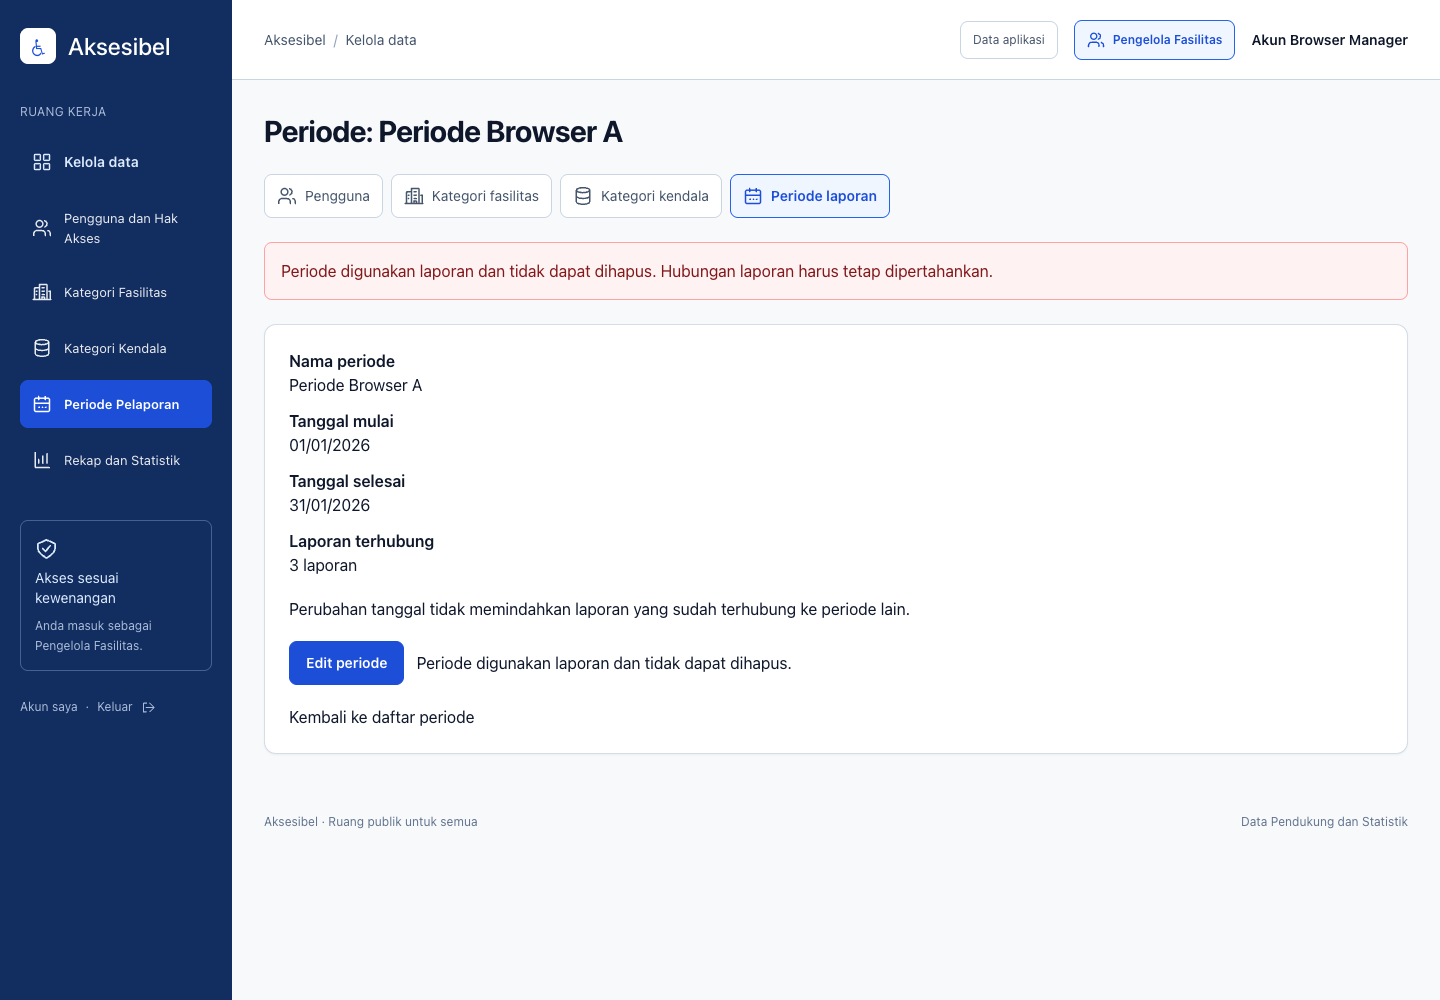 Aksesibel
RUANG KERJA
Kelola data
Pengguna dan Hak
Akses
Kategori Fasilitas
Kategori Kendala
Periode Pelaporan
Rekap dan Statistik
Akses sesuai
kewenangan
Anda masuk sebagai
Pengelola Fasilitas.
Akun saya · Keluar
Aksesibel / Kelola data
Data aplikasi
Pengelola Fasilitas
Akun Browser Manager
Periode: Periode Browser A
Pengguna
Kategori fasilitas
Kategori kendala
Periode laporan
Periode digunakan laporan dan tidak dapat dihapus. Hubungan laporan harus tetap dipertahankan.
Nama periode
Periode Browser A
Tanggal mulai
01/01/2026
Tanggal selesai
31/01/2026
Laporan terhubung
3 laporan
Perubahan tanggal tidak memindahkan laporan yang sudah terhubung ke periode lain.
Edit periode
Periode digunakan laporan dan tidak dapat dihapus.
Kembali ke daftar periode
Aksesibel · Ruang publik untuk semua
Data Pendukung dan Statistik